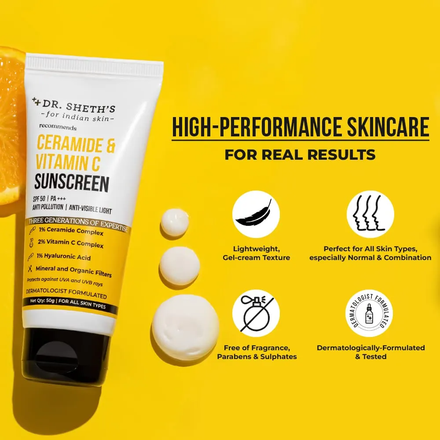 DR. SHETH'S
-for indian skin-
recommends
CERAMIDE &
VITAMIN C
SUNSCREEN
SPF 50 | PA+++
ANTI POLLUTION | ANTI-VISIBLE LIGHT
THREE GENERATIONS OF EXPERTISE
1% Ceramide Complex
2% Vitamin C Complex
1% Hyaluronic Acid
Mineral and Organic Filters
Protects against UVA and UVB rays
DERMATOLOGIST FORMULATED
Net Qty: 50g | FOR ALL SKIN TYPES
HIGH-PERFORMANCE SKINCARE
FOR REAL RESULTS
Lightweight,
Gel-cream Texture
Perfect for All Skin Types,
especially Normal & Combination
Free of Fragrance,
Parabens & Sulphates
DERMATOLOGIST FORMULATED
Dermatologically-Formulated
& Tested